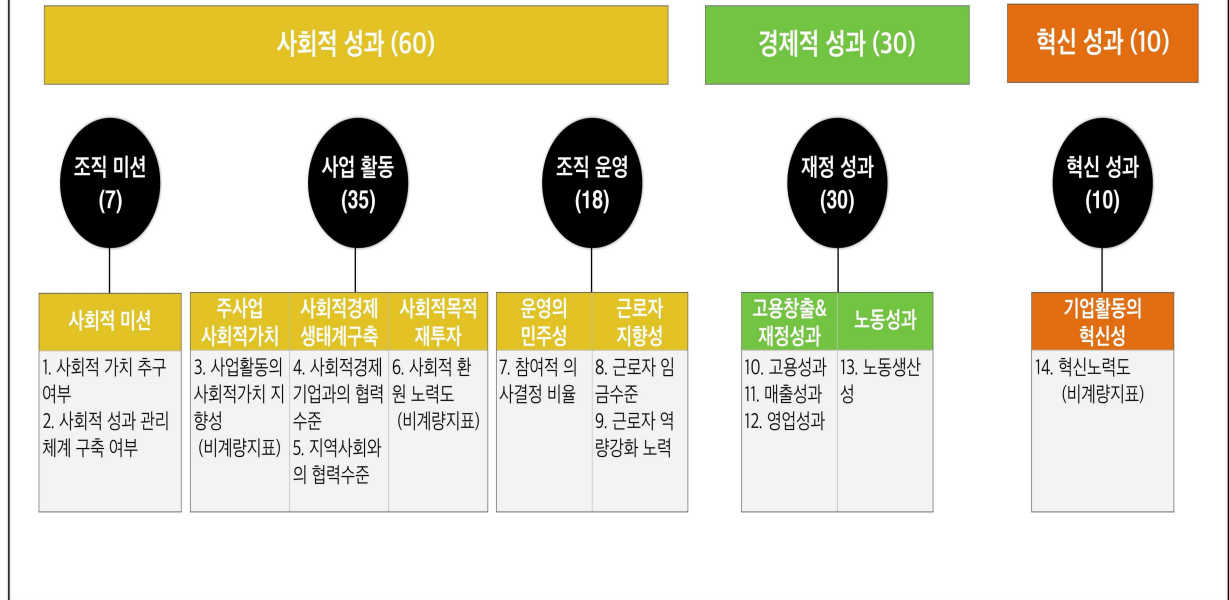 사회적 성과 (60)
경제적 성과 (30)
혁신 성과 (10)
조직 미션
(7)
사업 활동
(35)
조직 운영
(18)
재정 성과
(30)
혁신 성과
(10)
사회적 미션
1. 사회적 가치 추구
여부
2. 사회적 성과 관리
체계 구축 여부
주사업
사회적가치
3. 사업활동의
사회적가치 지
향성
(비계량지표)
사회적경제
생태계구축
4. 사회적경제
기업과의 협력
수준
5. 지역사회와
의 협력수준
사회적목적
재투자
6. 사회적 환
원 노력도
(비계량지표)
운영의
민주성
7. 참여적 의
사결정 비율
근로자
지향성
8. 근로자 임
금수준
9. 근로자 역
량강화 노력
고용창출&
재정성과
10. 고용성과
11. 매출성과
12. 영업성과
노동성과
13. 노동생산
성
기업활동의
혁신성
14. 혁신노력도
(비계량지표)